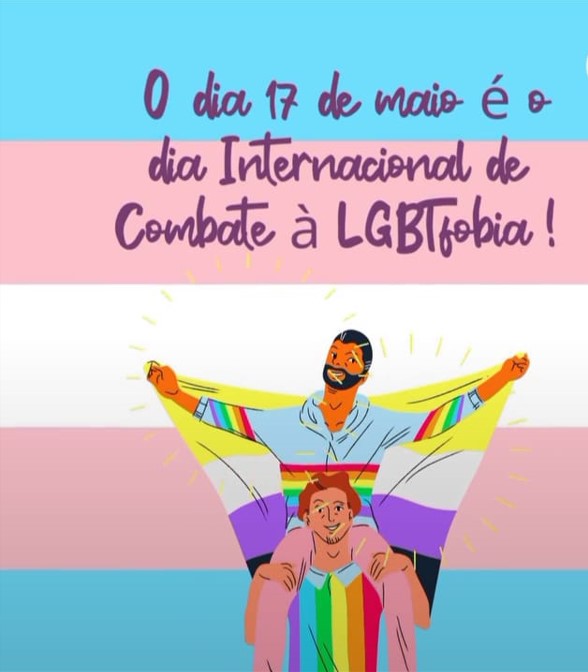 O dia 17 de maio é o
dia Internacional de
Combate à LGBTfobia!